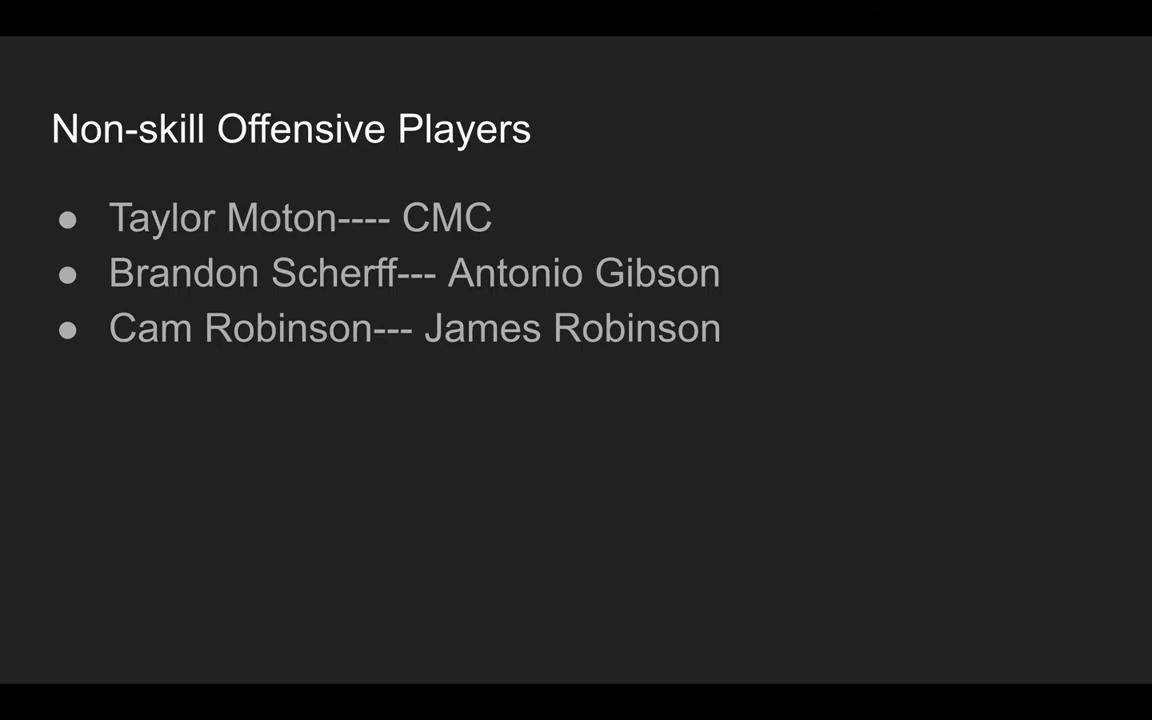 Non-skill Offensive Players
● Taylor Moton---- CMC
● Brandon Scherff--- Antonio Gibson
● Cam Robinson--- James Robinson